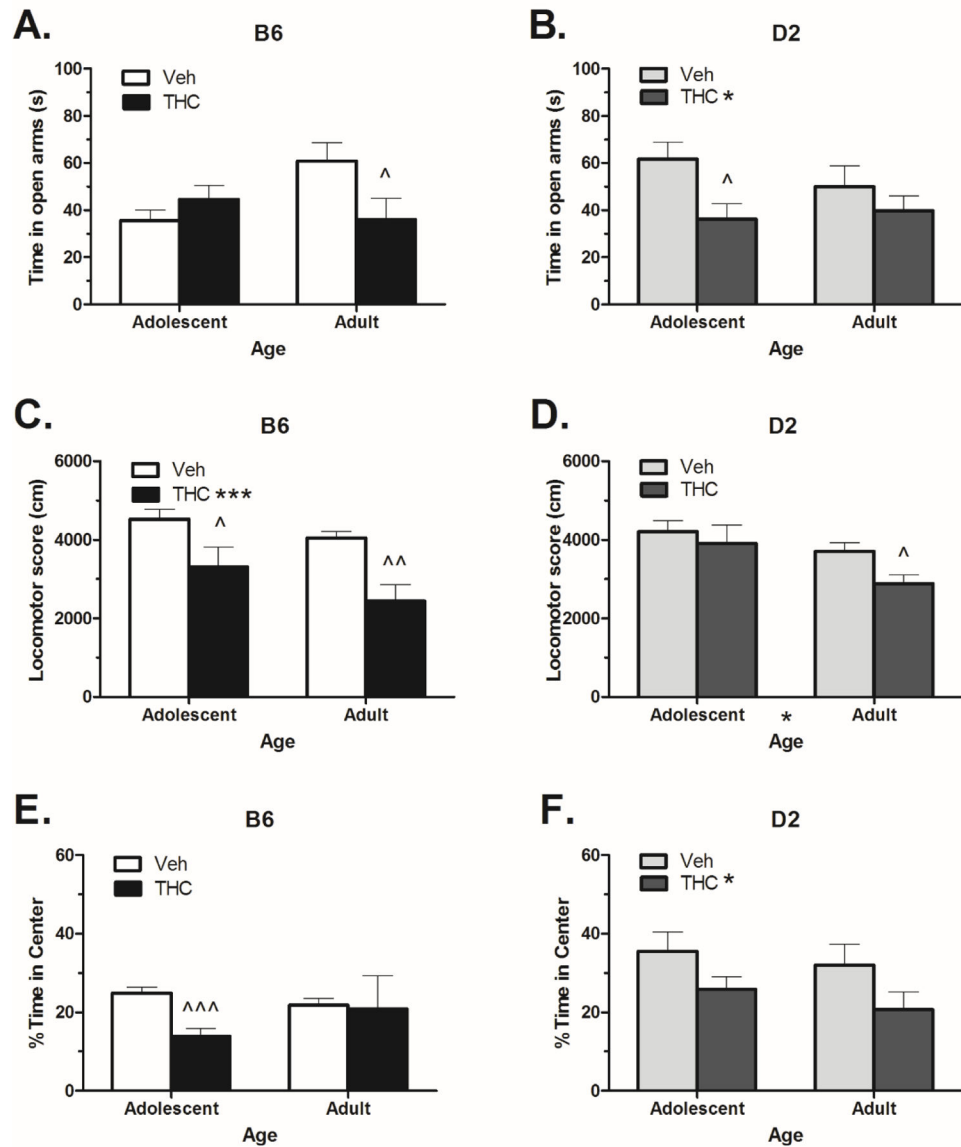 A.
B6
Time in open arms (s)
100
80
60
40
20
0
Veh
THC
^
Adolescent
Adult
Age
B.
D2
Time in open arms (s)
100
80
60
40
20
0
Veh
THC *
^
Adolescent
Adult
Age
C.
B6
Locomotor score (cm)
6000
4000
2000
0
Veh
THC ***
^
^^
Adolescent
Adult
Age
D.
D2
Locomotor score (cm)
6000
4000
2000
0
Veh
THC
^
Adolescent * Adult
Age
E.
B6
%Time in Center
60
40
20
0
Veh
THC
^^^
Adolescent
Adult
Age
F.
D2
%Time in Center
60
40
20
0
Veh
THC *
Adolescent
Adult
Age